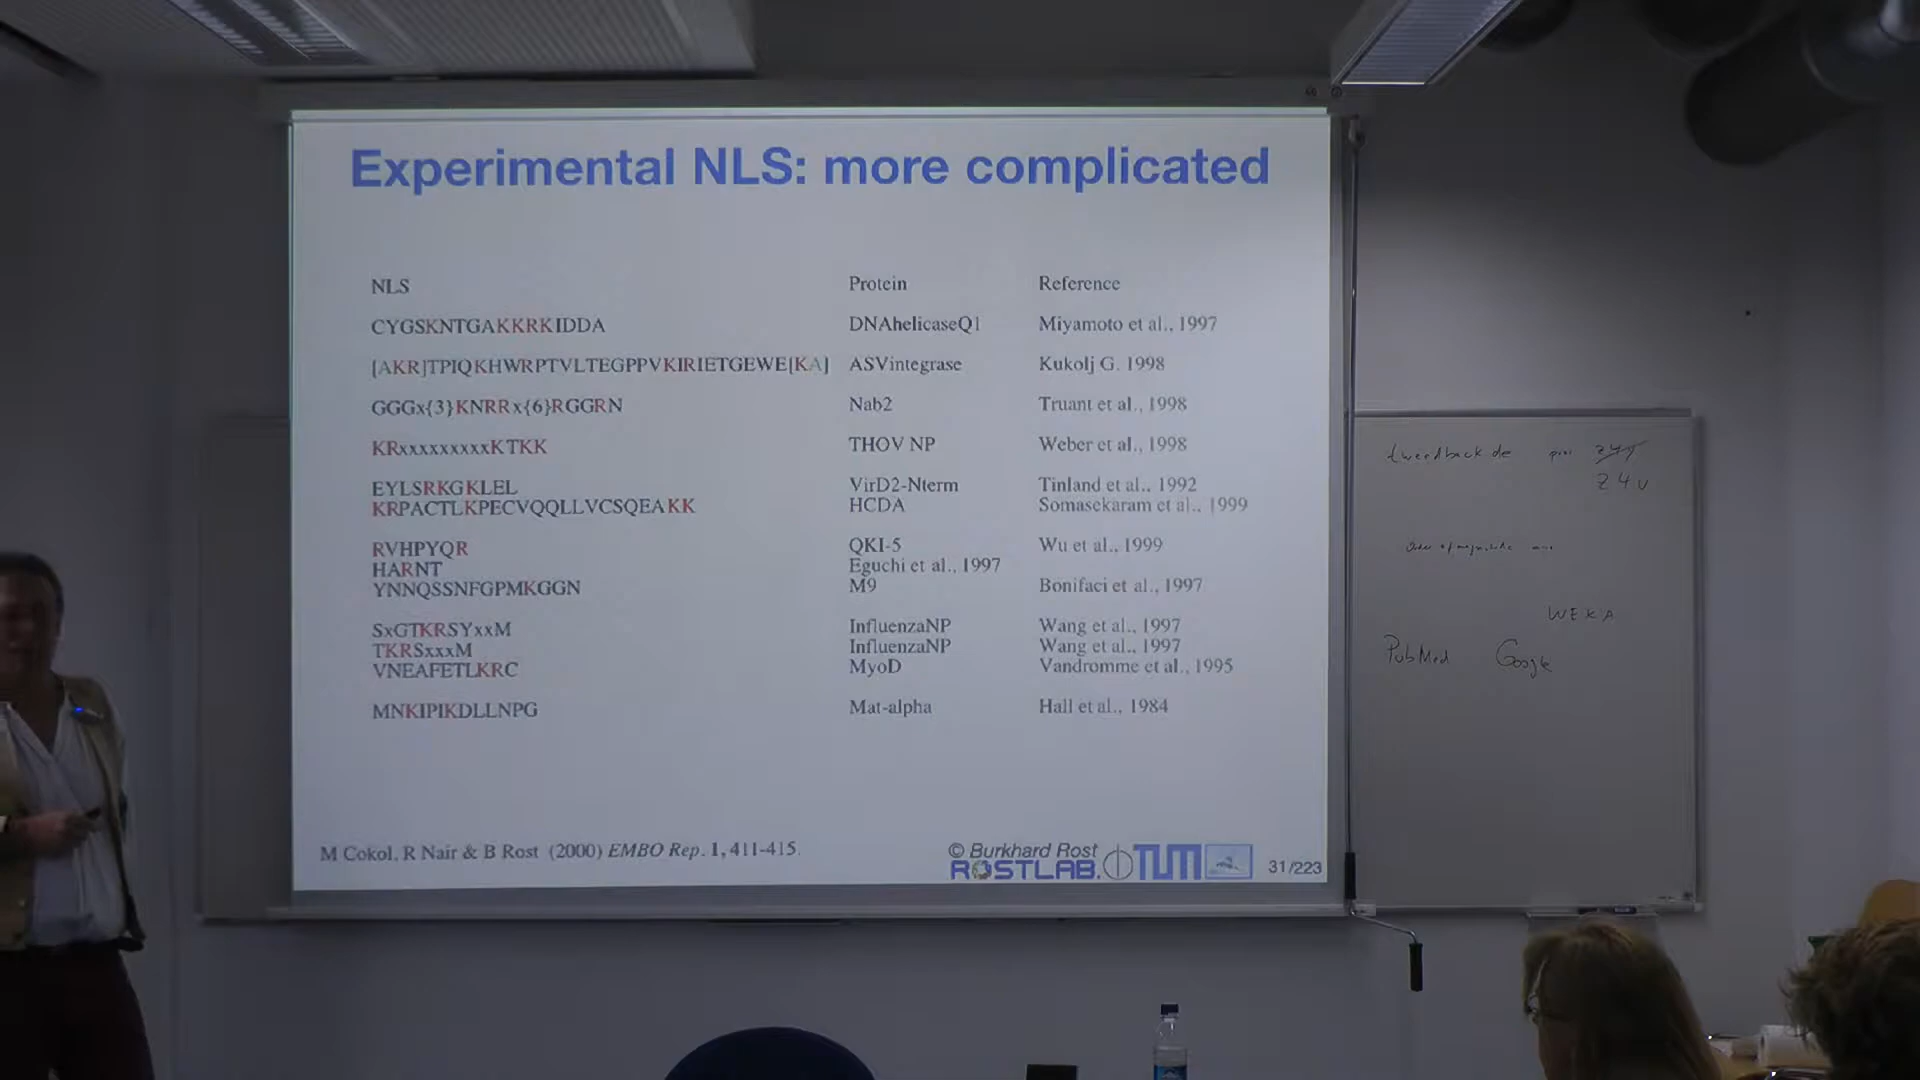 Experimental NLS: more complicated
NLS Protein Reference
CYGSKNTGAKKRKIDDA DNAhelicaseQ1 Miyamoto et al., 1997
[AKR]TPIQKHWRPTVLTEGPPVKIRIETGEWE[KA] ASVintegrase Kukolj G. 1998
GGGx{3}KNRRx{6}RGGRN Nab2 Truant et al., 1998
KRxxxxxxxxxKTKK THOV NP Weber et al., 1998
EYLSRKGKLEL VirD2-Nterm Tinland et al., 1992
KRPACTLKPECVQQLLVCSQEAKK HCDA Somasekaram et al., 1999
RVHPYQR QKI-5 Wu et al., 1999
HARNT Eguchi et al., 1997
YNNQSSNFGPMKGGN M9 Bonifaci et al., 1997
SxGTKRSYxxM InfluenzaNP Wang et al., 1997
TKRSxxxM InfluenzaNP Wang et al., 1997
VNEAFETLKRC MyoD Vandromme et al., 1995
MNKIPIKDLLNPG Mat-alpha Hall et al., 1984
M Cokol, R Nair & B Rost (2000) EMBO Rep. 1, 411-415.
© Burkhard Rost
ROSTLAB. TUM 31/223
tweedback de
Z4U
WEKA
PubMed Google